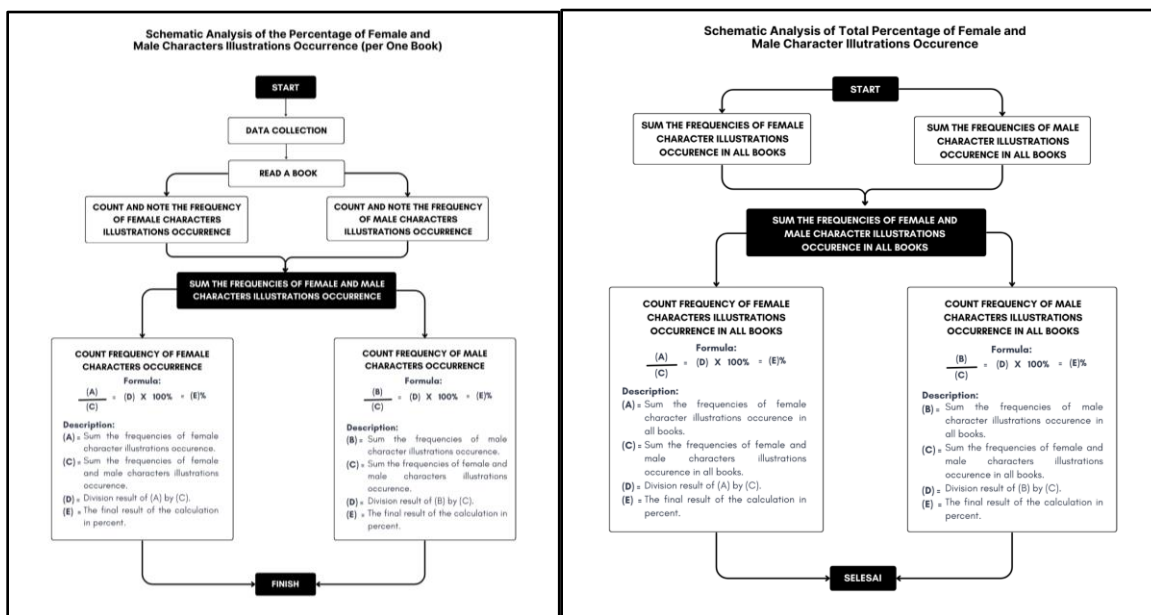 Schematic Analysis of the Percentage of Female and
Male Characters Illustrations Occurrence (per One Book)
START
DATA COLLECTION
READ A BOOK
COUNT AND NOTE THE FREQUENCY
OF FEMALE CHARACTERS
ILLUSTRATIONS OCCURRENCE
COUNT AND NOTE THE FREQUENCY
OF MALE CHARACTERS
ILLUSTRATIONS OCCURRENCE
SUM THE FREQUENCIES OF FEMALE AND MALE
CHARACTERS ILLUSTRATIONS OCCURRENCE
COUNT FREQUENCY OF FEMALE
CHARACTERS OCCURRENCE
Formula:
(A)
(C)
= (D) X 100% = (E)%
Description:
(A) = Sum the frequencies of female
character illustrations occurence.
(C) = Sum the frequencies of female
and male characters illustrations
occurence.
(D) = Division result of (A) by (C).
(E) = The final result of the calculation
in percent.
COUNT FREQUENCY OF MALE
CHARACTERS OCCURRENCE
Formula:
(B)
(C)
= (D) X 100% = (E)%
Description:
(B) = Sum the frequencies of male
character illustrations occurence.
(C) = Sum the frequencies of female and
male characters illustrations
occurence.
(D) = Division result of (B) by (C).
(E) = The final result of the calculation in
percent.
FINISH
Schematic Analysis of Total Percentage of Female and
Male Character Illutrations Occurence
START
SUM THE FREQUENCIES OF FEMALE
CHARACTER ILLUSTRATIONS
OCCURENCE IN ALL BOOKS
SUM THE FREQUENCIES OF MALE
CHARACTER ILLUSTRATIONS
OCCURENCE IN ALL BOOKS
SUM THE FREQUENCIES OF FEMALE AND
MALE CHARACTER ILLUSTRATIONS
OCCURENCE IN ALL BOOKS
COUNT FREQUENCY OF FEMALE
CHARACTERS ILLUSTRATIONS
OCCURRENCE IN ALL BOOKS
Formula:
(A)
(C)
= (D) X 100% = (E)%
Description:
(A) = Sum the frequencies of female
character illustrations occurence in
all books.
(C) = Sum the frequencies of female and
male characters illustrations
occurence in all books.
(D) = Division result of (A) by (C).
(E) = The final result of the calculation in
percent.
COUNT FREQUENCY OF MALE
CHARACTERS ILLUSTRATIONS
OCCURRENCE IN ALL BOOKS
Formula:
(B)
(C)
= (D) X 100% = (E)%
Description:
(B) = Sum the frequencies of male
character illustrations occurence in
all books.
(C) = Sum the frequencies of female and
male characters illustrations
occurence in all books.
(D) = Division result of (B) by (C).
(E) = The final result of the calculation in
percent.
SELESAI